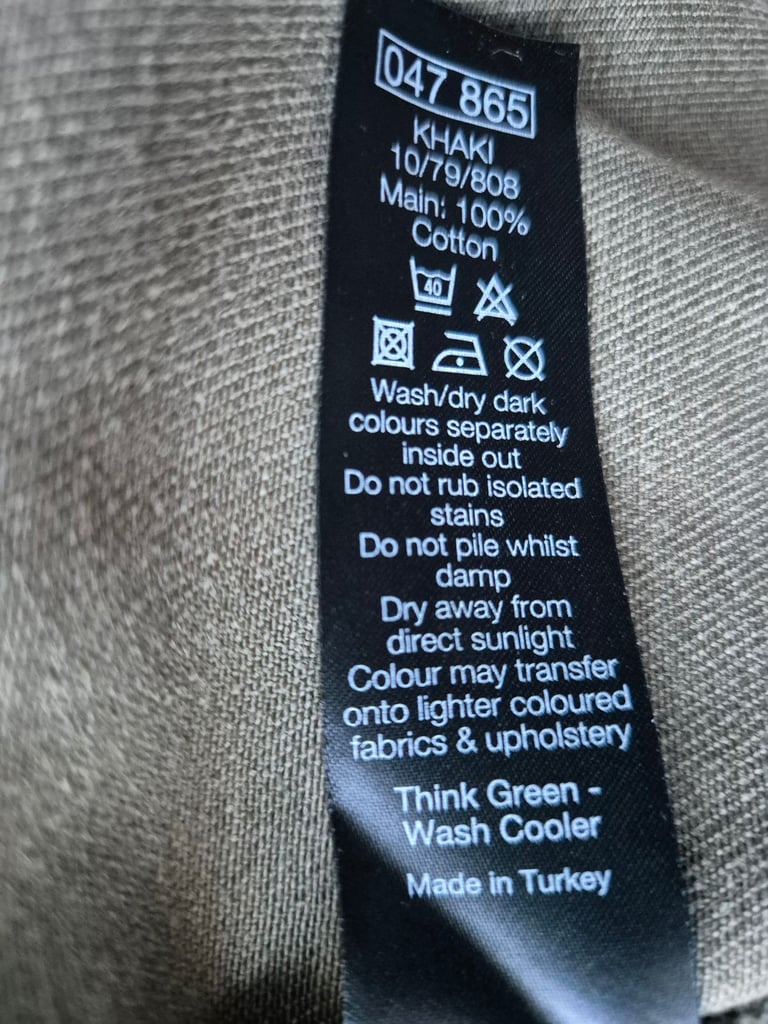 047 865
KHAKI
10/79/808
Main: 100%
Cotton
40
Wash/dry dark
colours separately
inside out
Do not rub isolated
stains
Do not pile whilst
damp
Dry away from
direct sunlight
Colour may transfer
onto lighter coloured
fabrics & upholstery
Think Green -
Wash Cooler
Made in Turkey